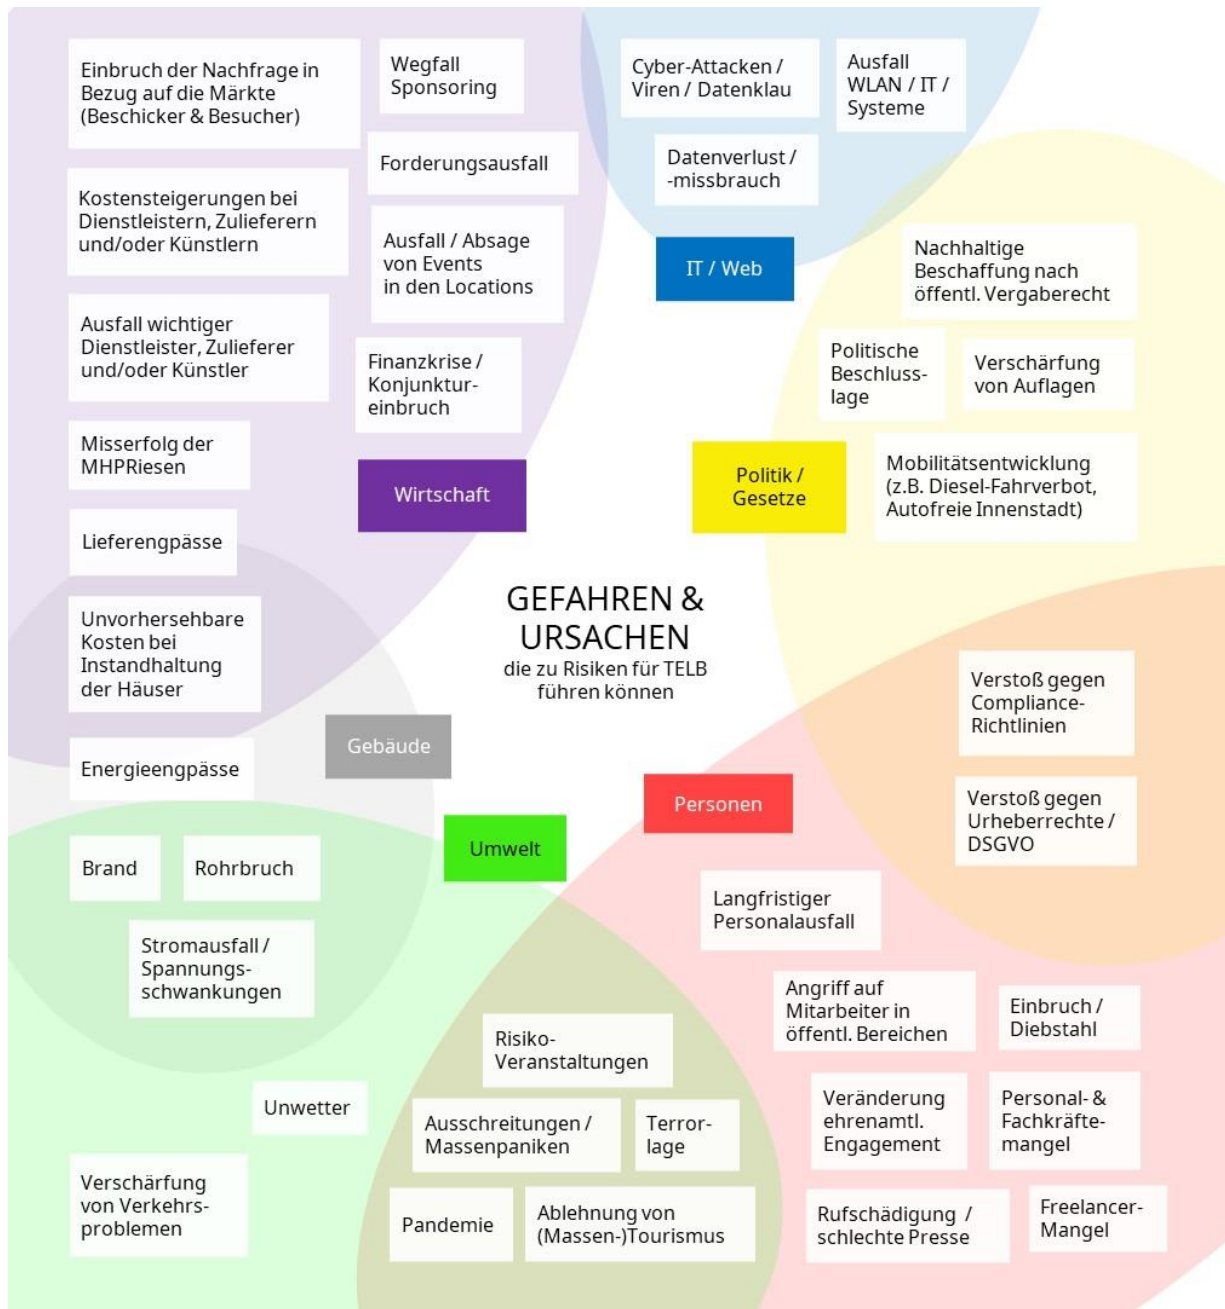 Einbruch der Nachfrage in
Bezug auf die Märkte
(Beschicker & Besucher)
Wegfall
Sponsoring
Forderungsausfall
Kostensteigerungen bei
Dienstleistern, Zulieferern
und/oder Künstlern
Ausfall / Absage
von Events
in den Locations
Ausfall wichtiger
Dienstleister, Zulieferer
und/oder Künstler
Finanzkrise /
Konjunktur-
einbruch
Misserfolg der
MHPRiesen
Wirtschaft
Lieferengpässe
Unvorhersehbare
Kosten bei
Instandhaltung
der Häuser
Cyber-Attacken /
Viren / Datenklau
Ausfall
WLAN / IT /
Systeme
Datenverlust /
-missbrauch
IT / Web
Nachhaltige
Beschaffung nach
öffentl. Vergaberecht
Politische
Beschluss-
lage
Verschärfung
von Auflagen
Politik /
Gesetze
Mobilitätsentwicklung
(z.B. Diesel-Fahrverbot,
Autofreie Innenstadt)
GEFAHREN &
URSACHEN
die zu Risiken für TELB
führen können
Verstoß gegen
Compliance-
Richtlinien
Verstoß gegen
Urheberrechte /
DSGVO
Gebäude
Energieengpässe
Umwelt
Brand
Rohrbruch
Stromausfall /
Spannungs-
schwankungen
Unwetter
Verschärfung
von Verkehrs-
problemen
Personen
Langfristiger
Personalausfall
Angriff auf
Mitarbeiter in
öffentl. Bereichen
Einbruch /
Diebstahl
Risiko-
Veranstaltungen
Ausschreitungen /
Massenpaniken
Terror-
lage
Pandemie
Ablehnung von
(Massen-)Tourismus
Veränderung
ehrenamtl.
Engagement
Personal- &
Fachkräfte-
mangel
Rufschädigung /
schlechte Presse
Freelancer-
Mangel